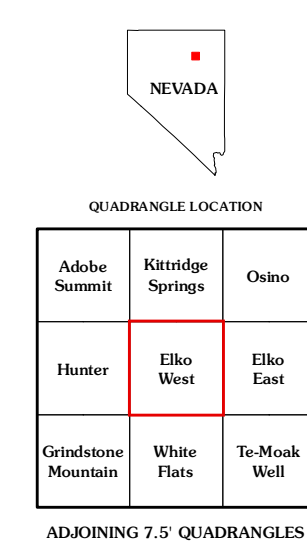 NEVADA
QUADRANGLE LOCATION
Adobe
Summit
Kittridge
Springs
Osino
Hunter
Elko
West
Elko
East
Grindstone
Mountain
White
Flats
Te-Moak
Well
ADJOINING 7.5' QUADRANGLES